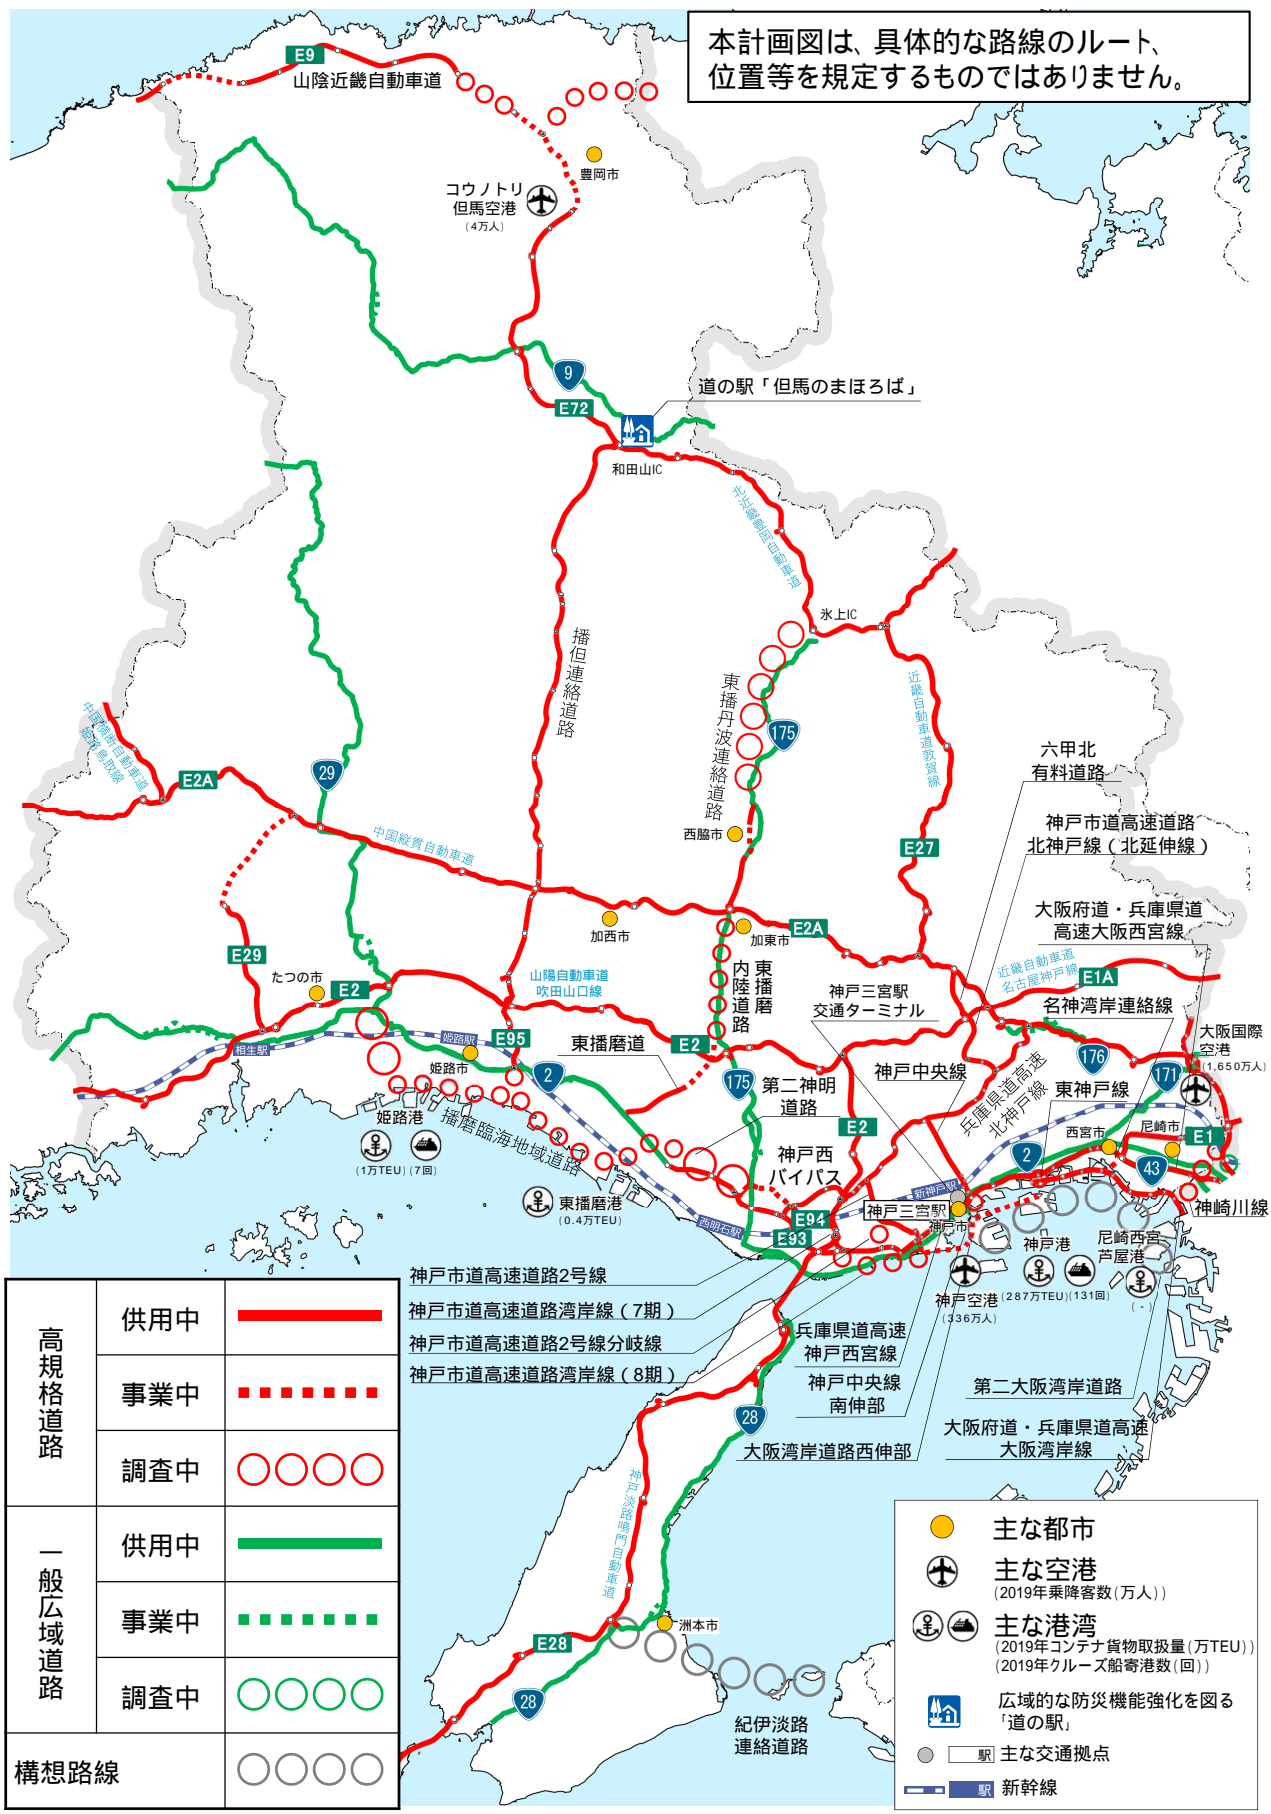 本計画図は、具体的な路線のルート、
位置等を規定するものではありません。
E9
山陰近畿自動車道
豊岡市
コウノトリ
但馬空港
(4万人)
9
道の駅「但馬のまほろば」
E72
和田山IC
北近畿豊岡自動車道
氷上IC
播但連絡道路
東播丹波連絡道路
175
近畿自動車道敦賀線
中国横断自動車道
姫路鳥取線
E2A
29
中国縦貫自動車道
西脇市
E27
六甲北
有料道路
神戸市道高速道路
北神戸線(北延伸線)
大阪府道・兵庫県道
高速大阪西宮線
加西市
加東市
E2A
E29
たつの市
E2
山陽自動車道
吹田山口線
東播磨
内陸道路
神戸三宮駅
交通ターミナル
近畿自動車道
名古屋神戸線
E1A
名神湾岸連絡線
大阪国際
空港
(1,650万人)
相生駅
姫路駅
姫路市
E95
東播磨道
E2
2
175
第二神明
道路
神戸中央線
兵庫県道高速
北神戸線
176
171
東神戸線
姫路港
(1万TEU)
(7回)
播磨臨海地域道路
東播磨港
(0.4万TEU)
E2
神戸西
バイパス
西宮市
尼崎市
E1
2
43
西明石駅
新神戸駅
神戸三宮駅
神戸市
E94
E93
神崎川線
神戸港
(287万TEU)
(131回)
尼崎西宮
芦屋港
(-)
神戸空港
(336万人)
神戸市道高速道路2号線
神戸市道高速道路湾岸線(7期)
神戸市道高速道路2号線分岐線
神戸市道高速道路湾岸線(8期)
兵庫県道高速
神戸西宮線
神戸中央線
南伸部
大阪湾岸道路西伸部
第二大阪湾岸道路
大阪府道・兵庫県道高速
大阪湾岸線
28
神戸淡路鳴門自動車道
洲本市
E28
28
紀伊淡路
連絡道路
高規格道路
供用中
事業中
調査中
一般広域道路
供用中
事業中
調査中
構想路線
主な都市
主な空港
(2019年乗降客数(万人))
主な港湾
(2019年コンテナ貨物取扱量(万TEU))
(2019年クルーズ船寄港数(回))
広域的な防災機能強化を図る
「道の駅」
駅 主な交通拠点
駅 新幹線